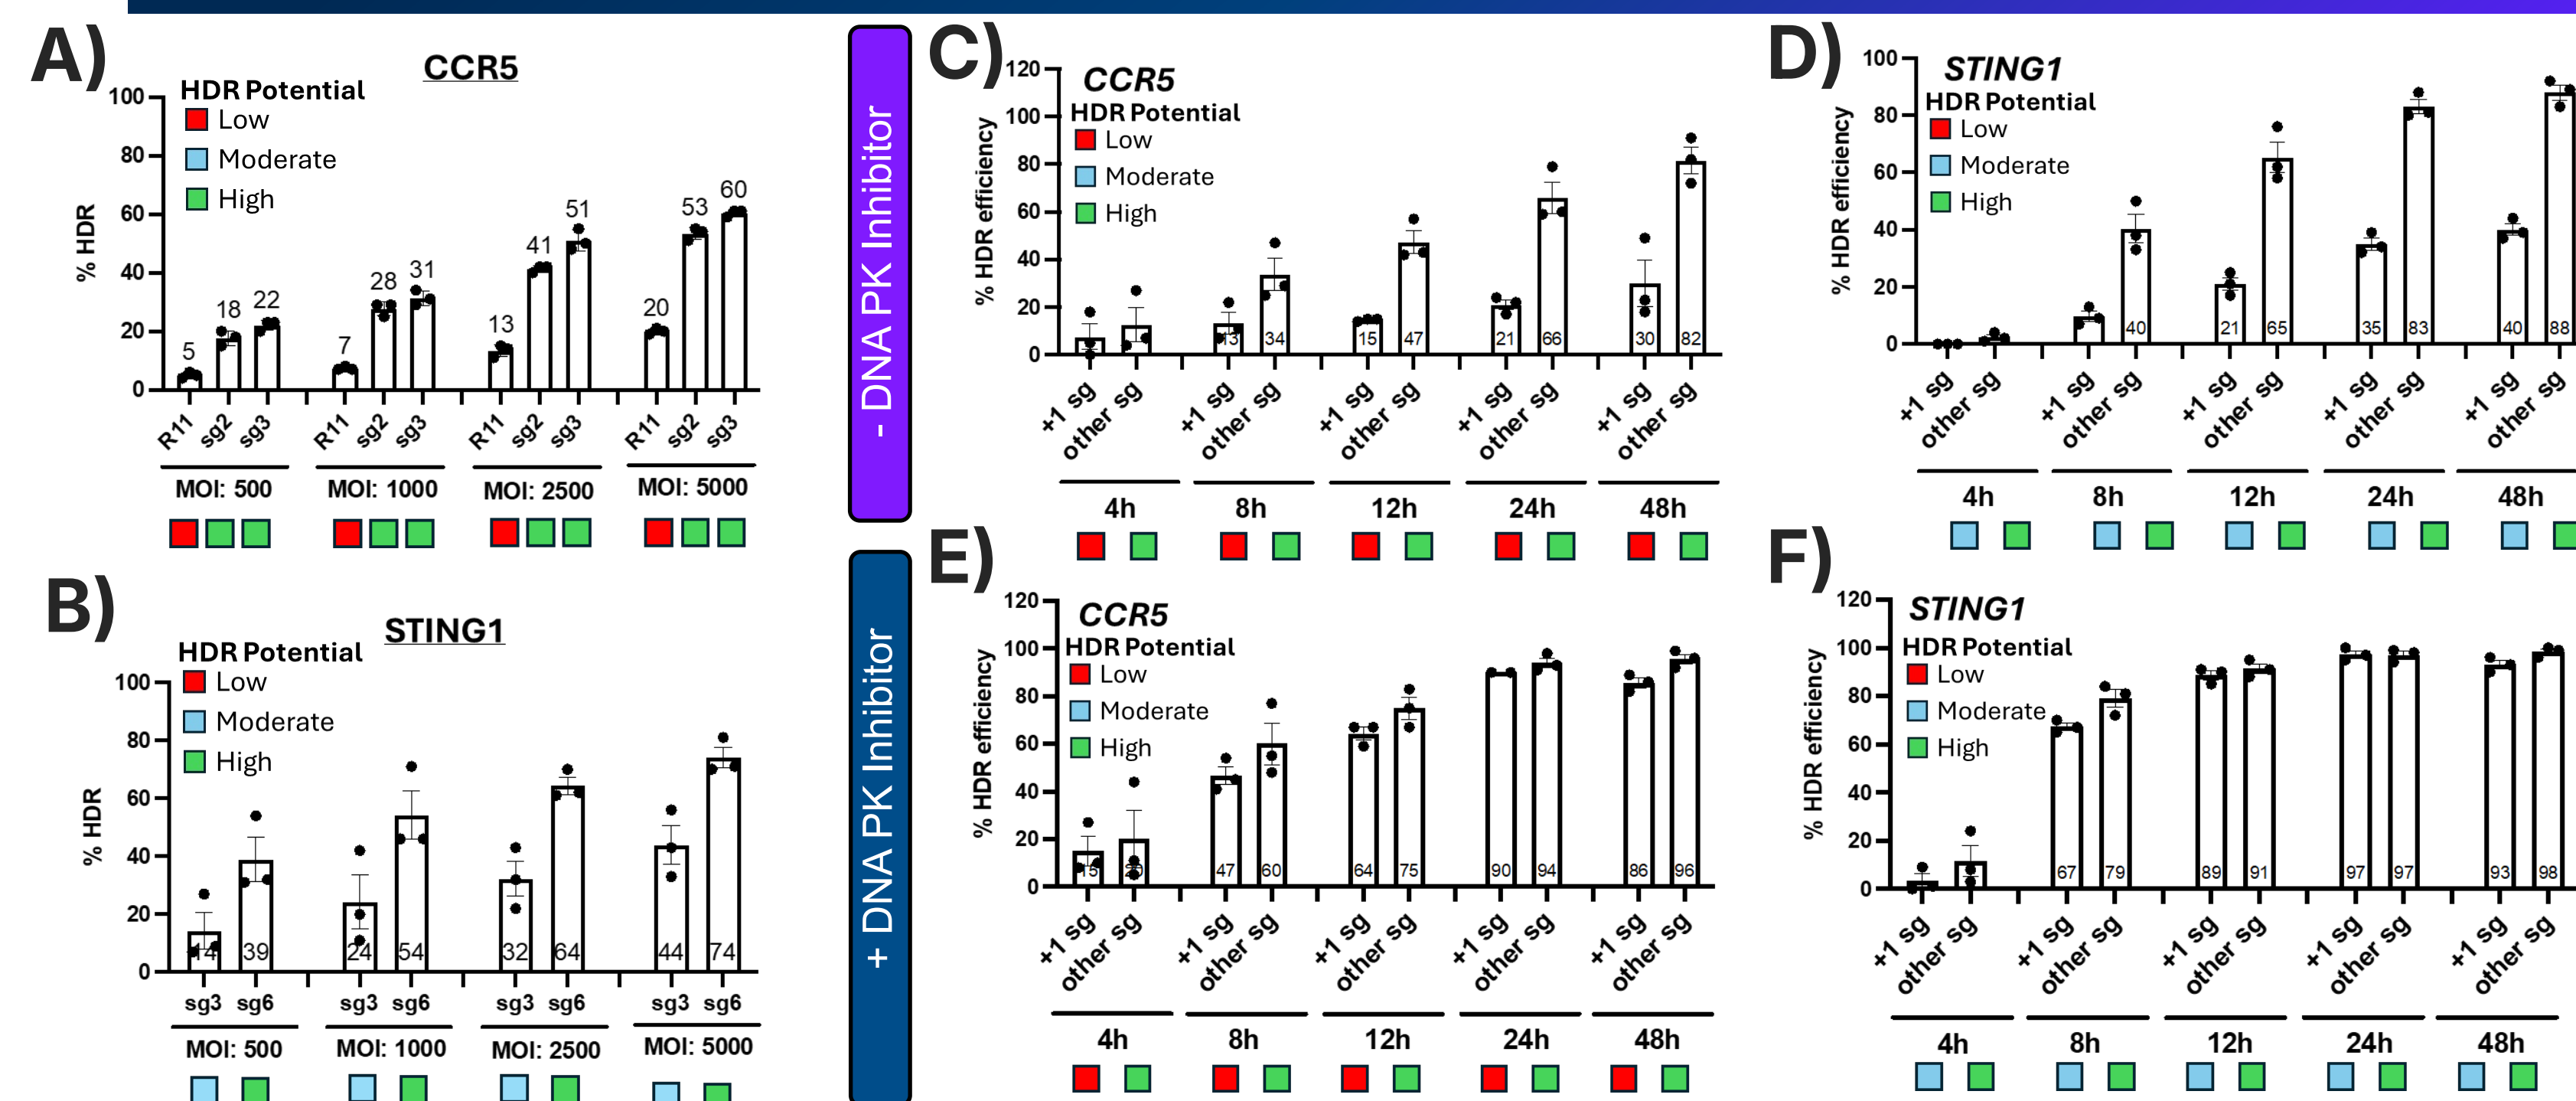 A)
CCR5
HDR Potential
Low
Moderate
High
% HDR
100
80
60
40
20
0
5
18
22
7
28
31
13
41
51
20
53
60
R11 sg2 sg3 R11 sg2 sg3 R11 sg2 sg3 R11 sg2 sg3
MOI: 500 MOI: 1000 MOI: 2500 MOI: 5000
B)
STING1
HDR Potential
Low
Moderate
High
% HDR
100
80
60
40
20
0
14 39 24 54 32 64 44 74
sg3 sg6 sg3 sg6 sg3 sg6 sg3 sg6
MOI: 500 MOI: 1000 MOI: 2500 MOI: 5000
- DNA PK Inhibitor
+ DNA PK Inhibitor
C)
CCR5
HDR Potential
Low
Moderate
High
% HDR efficiency
120
100
80
60
40
20
0
13 34 15 47 21 66 30 82
+1 sg other sg +1 sg other sg +1 sg other sg +1 sg other sg +1 sg other sg
4h 8h 12h 24h 48h
D)
STING1
HDR Potential
Low
Moderate
High
% HDR efficiency
100
80
60
40
20
0
40 21 65 35 83 40 88
+1 sg other sg +1 sg other sg +1 sg other sg +1 sg other sg +1 sg other sg
4h 8h 12h 24h 48h
E)
CCR5
HDR Potential
Low
Moderate
High
% HDR efficiency
120
100
80
60
40
20
0
15 20 47 60 64 75 90 94 86 96
+1 sg other sg +1 sg other sg +1 sg other sg +1 sg other sg +1 sg other sg
4h 8h 12h 24h 48h
F)
STING1
HDR Potential
Low
Moderate
High
% HDR efficiency
120
100
80
60
40
20
0
67 79 89 91 97 97 93 98
+1 sg other sg +1 sg other sg +1 sg other sg +1 sg other sg +1 sg other sg
4h 8h 12h 24h 48h